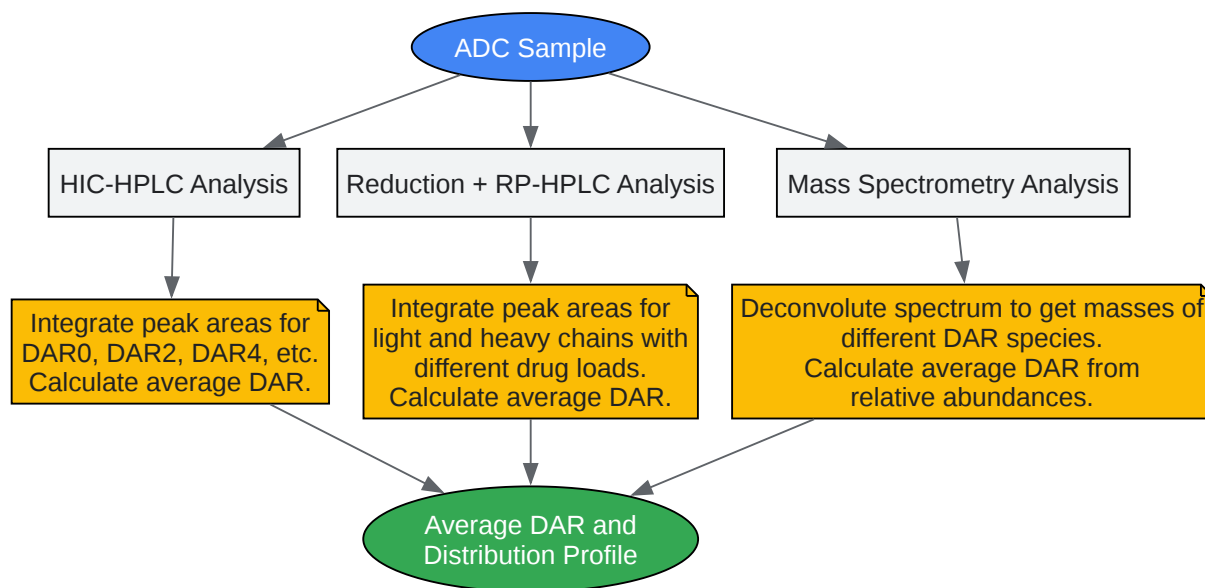 ADC Sample
HIC-HPLC Analysis
Reduction + RP-HPLC Analysis
Mass Spectrometry Analysis
Integrate peak areas for
DAR0, DAR2, DAR4, etc.
Calculate average DAR.
Integrate peak areas for
light and heavy chains with
different drug loads.
Calculate average DAR.
Deconvolute spectrum to get masses of
different DAR species.
Calculate average DAR from
relative abundances.
Average DAR and
Distribution Profile